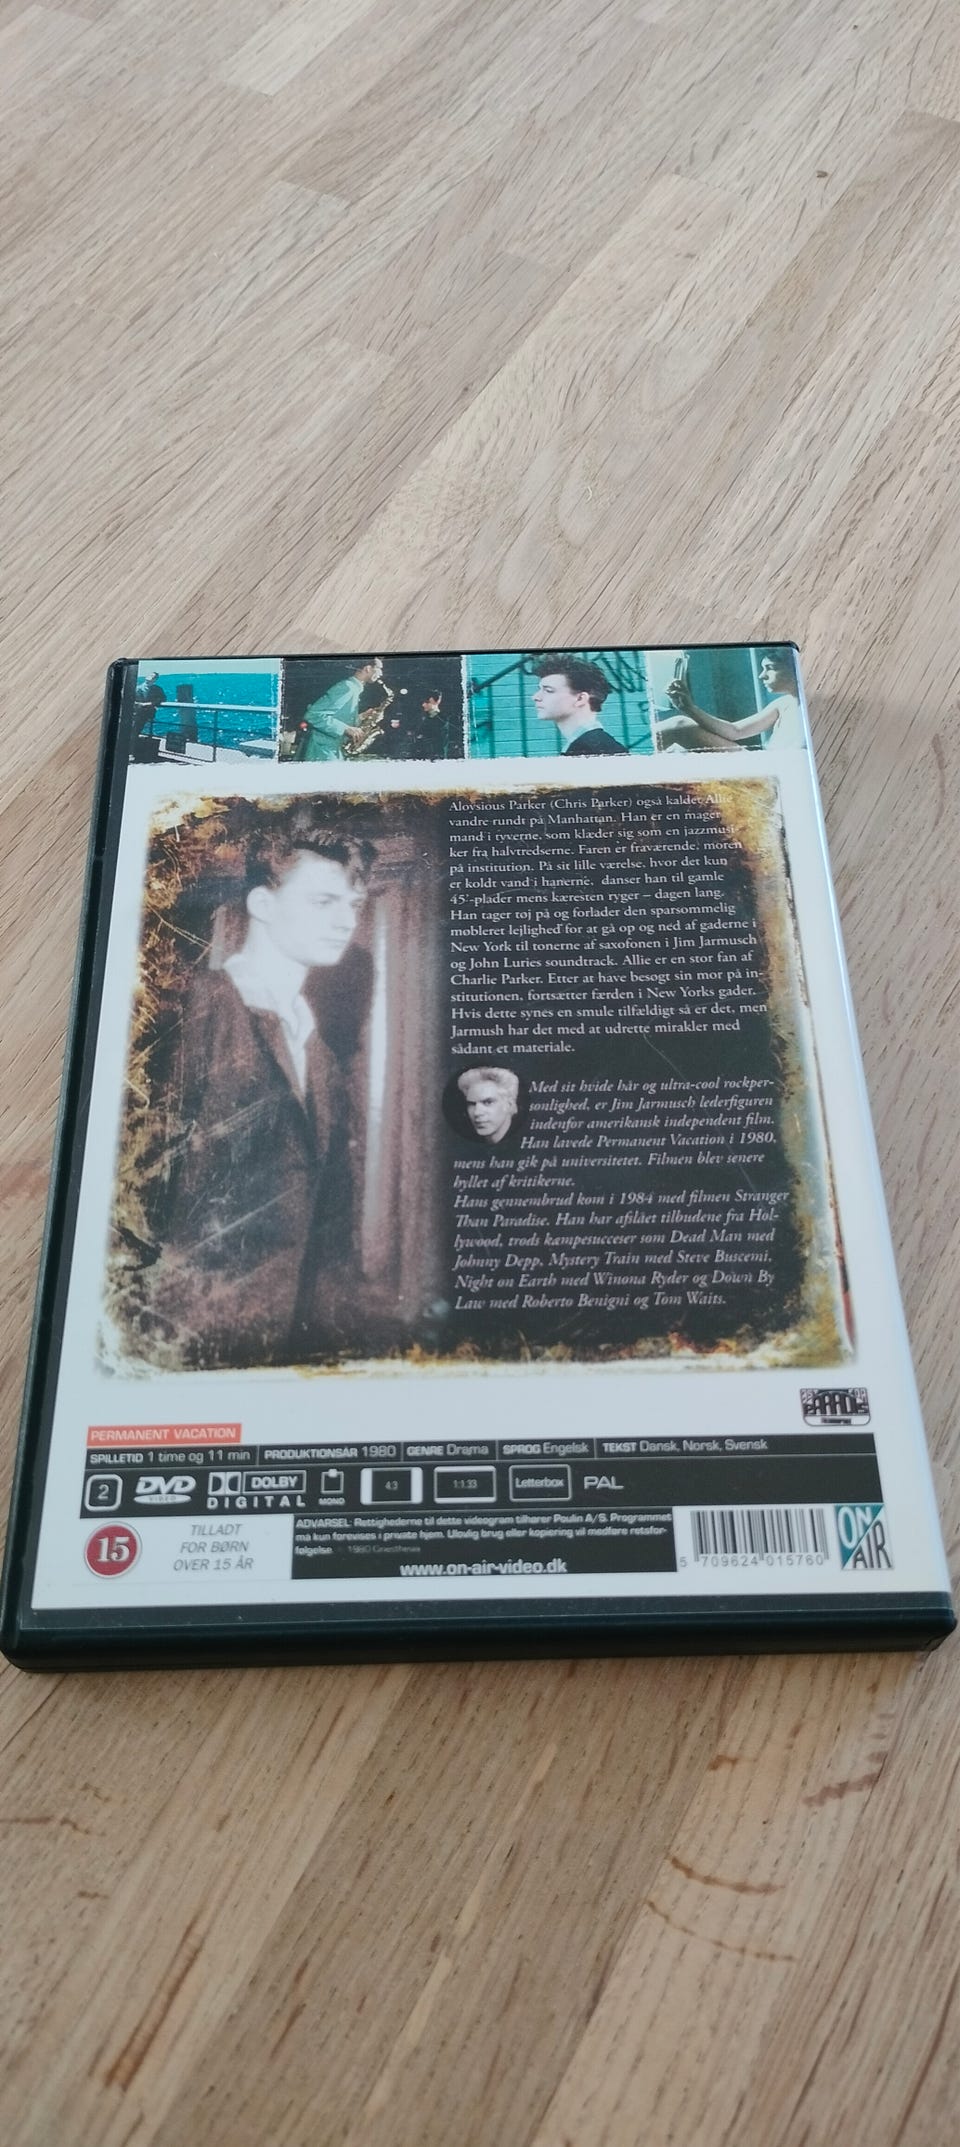 Aloysious Parker (Chris Parker) også kaldet Allie
vandre rundt på Manhattan. Han er en mager
mand i tyverne, som klæder sig som en jazzmusi-
ker fra halvtredserne. Faren er fraværende, moren
på institution. På sit lille værelse, hvor det kun
er koldt vand i hanerne, danser han til gamle
45'-plader mens kæresten ryger – dagen lang.
Han tager tøj på og forlader den sparsommelig
møbleret lejlighed for at gå op og ned af gaderne i
New York til tonerne af saxofonen i Jim Jarmusch
og John Luries soundtrack. Allie er en stor fan af
Charlie Parker. Etter at have besøgt sin mor på in-
stitutionen, fortsætter færden i New Yorks gader.
Hvis dette synes en smule tilfældigt så er det, men
Jarmush har det med at udrette mirakler med
sådant et materiale.
Med sit hvide hår og ultra-cool rockper-
sonlighed, er Jim Jarmusch lederfiguren
indenfor amerikansk independent film.
Han lavede Permanent Vacation i 1980,
mens han gik på universitetet. Filmen blev senere
hyllet af kritikerne.
Hans gennembrud kom i 1984 med filmen Stranger
Than Paradise. Han har afslået tilbudene fra Hol-
lywood, trods kæmpesucceser som Dead Man med
Johnny Depp, Mystery Train med Steve Buscemi,
Night on Earth med Winona Ryder og Down By
Law med Roberto Benigni og Tom Waits.
PARADIS
PERMANENT VACATION
SPILLETID 1 time og 11 min PRODUKTIONSÅR 1980 GENRE Drama SPROG Engelsk TEKST Dansk, Norsk, Svensk
2 DVD VIDEO DOLBY DIGITAL MONO 4:3 1:1.33 Letterbox PAL
15 TILLADT
FOR BØRN
OVER 15 ÅR
ADVARSEL: Rettighederne til dette videogram tilhører Poulin A/S. Programmet
må kun forevises i private hjem. Ulovlig brug eller kopiering vil medføre retsfor-
følgelse. 1980 Cinesthesia
www.on-air-video.dk
5 709624 015760
ON
AIR